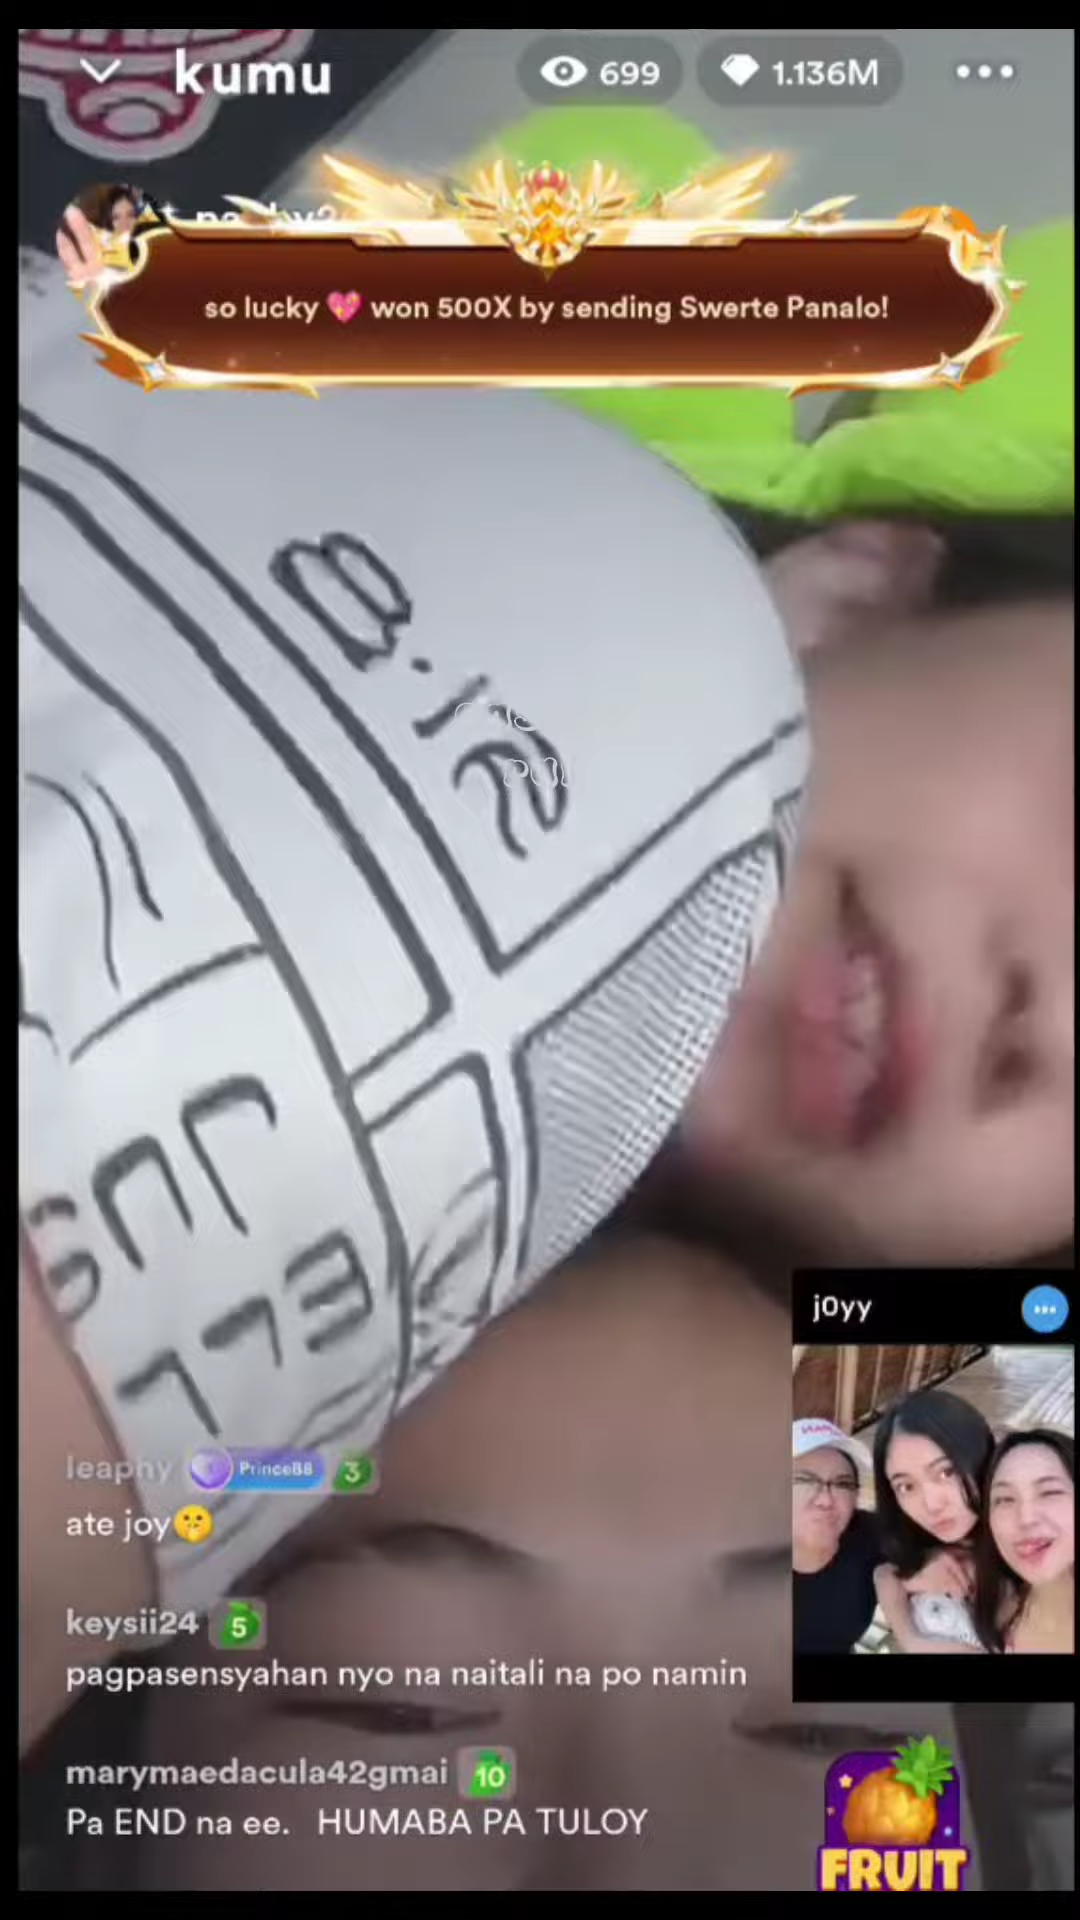 kumu 699 1.136M
so lucky 💖 won 500X by sending Swerte Panalo!
j0yy
leaphy Prince88 3
ate joy🤫
keysii24 5
pagpasensyahan nyo na naitali na po namin
marymaedacula42gmai 10
Pa END na ee. HUMABA PA TULOY
FRUIT